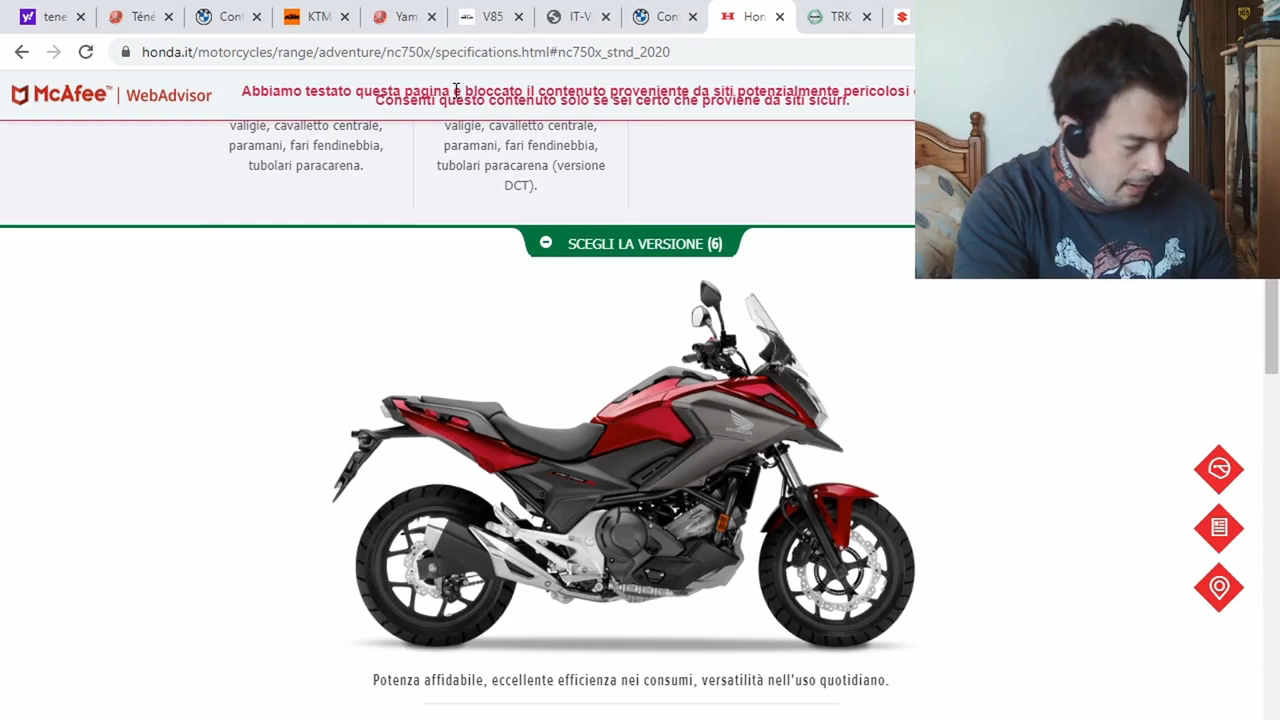 tene
Téné
Cont
KTM
Yam
V85
IT-V
Cont
Hon
TRK
honda.it/motorcycles/range/adventure/nc750x/specifications.html#nc750x_stnd_2020
McAfee™ | WebAdvisor
Abbiamo testato questa pagina e bloccato il contenuto proveniente da siti potenzialmente pericolosi
Consenti questo contenuto solo se sei certo che proviene da siti sicuri.
valigie, cavalletto centrale,
paramani, fari fendinebbia,
tubolari paracarena.
valigie, cavalletto centrale,
paramani, fari fendinebbia,
tubolari paracarena (versione
DCT).
SCEGLI LA VERSIONE (6)
Potenza affidabile, eccellente efficienza nei consumi, versatilità nell'uso quotidiano.